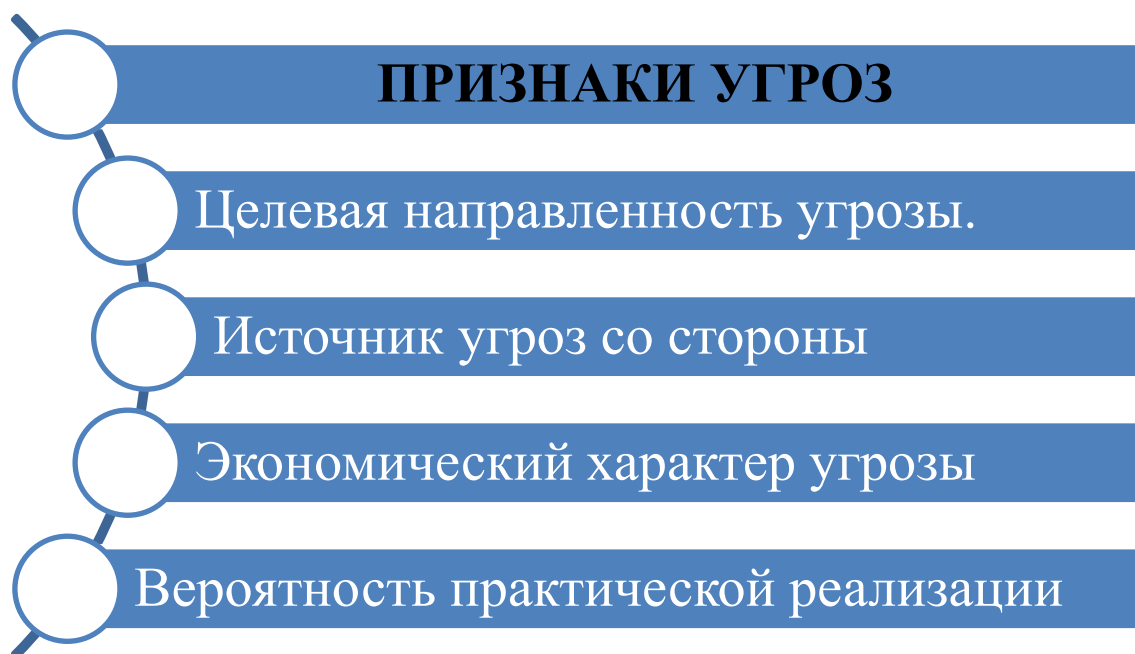 ПРИЗНАКИ УГРОЗ
Целевая направленность угрозы.
Источник угроз со стороны
Экономический характер угрозы
Вероятность практической реализации